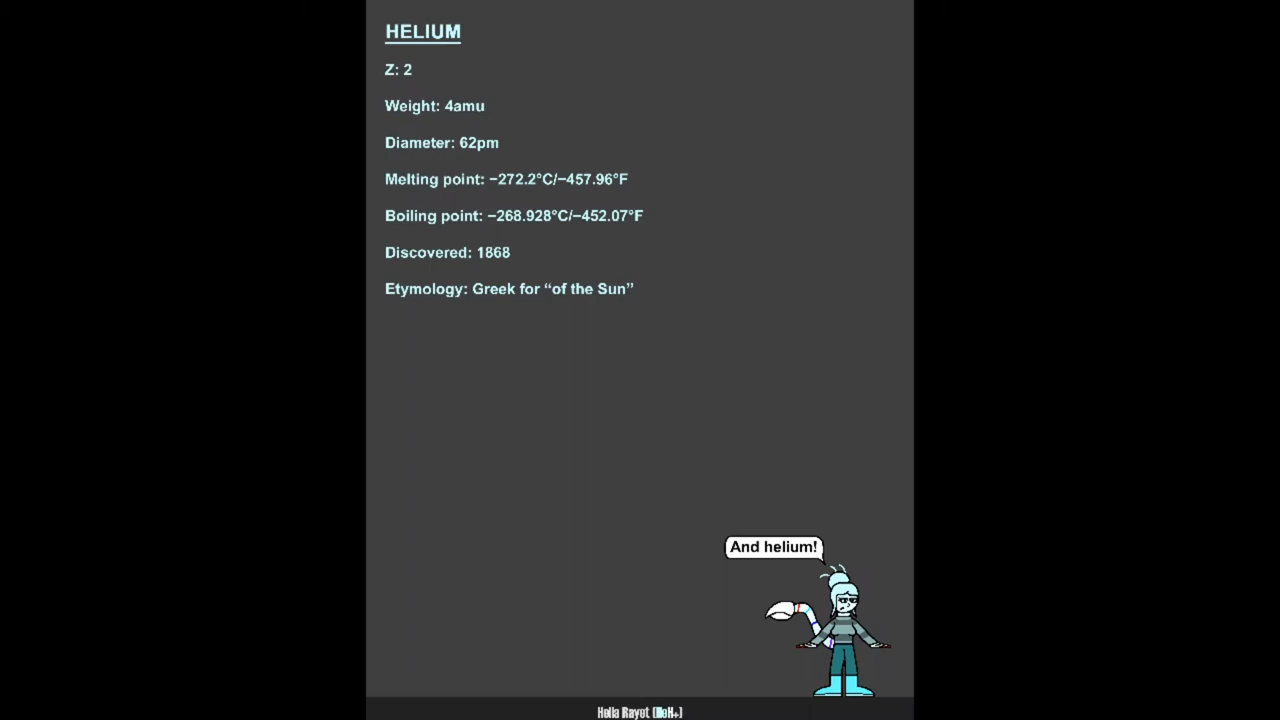 HELIUM
Z: 2
Weight: 4amu
Diameter: 62pm
Melting point: −272.2°C/−457.96°F
Boiling point: −268.928°C/−452.07°F
Discovered: 1868
Etymology: Greek for “of the Sun”
And helium!